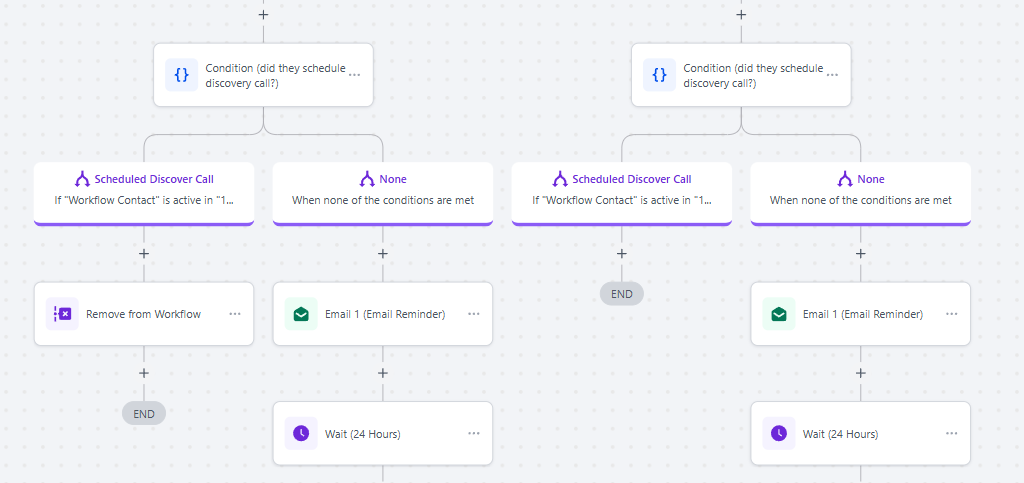 Condition (did they schedule
discovery call?)
Condition (did they schedule
discovery call?)
Scheduled Discover Call
If "Workflow Contact" is active in "1...
None
When none of the conditions are met
Scheduled Discover Call
If "Workflow Contact" is active in "1...
None
When none of the conditions are met
Remove from Workflow
Email 1 (Email Reminder)
END
Email 1 (Email Reminder)
END
Wait (24 Hours)
Wait (24 Hours)